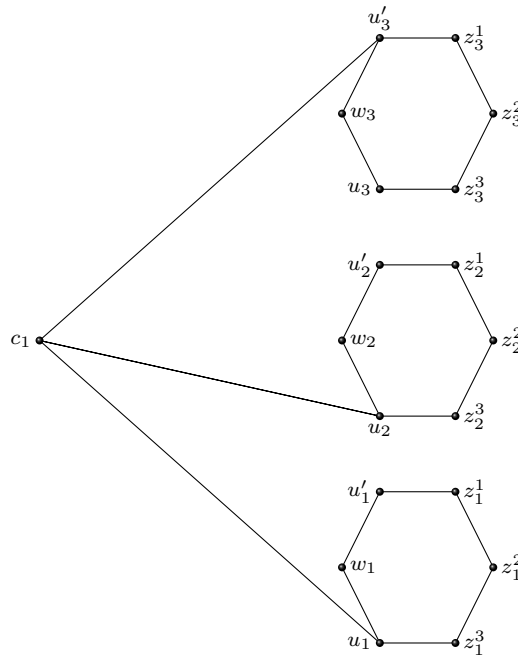 u′₃ z¹₃
w₃ z²₃
u₃ z³₃
u′₂ z¹₂
c₁ w₂ z²₂
u₂ z³₂
u′₁ z¹₁
w₁ z²₁
u₁ z³₁